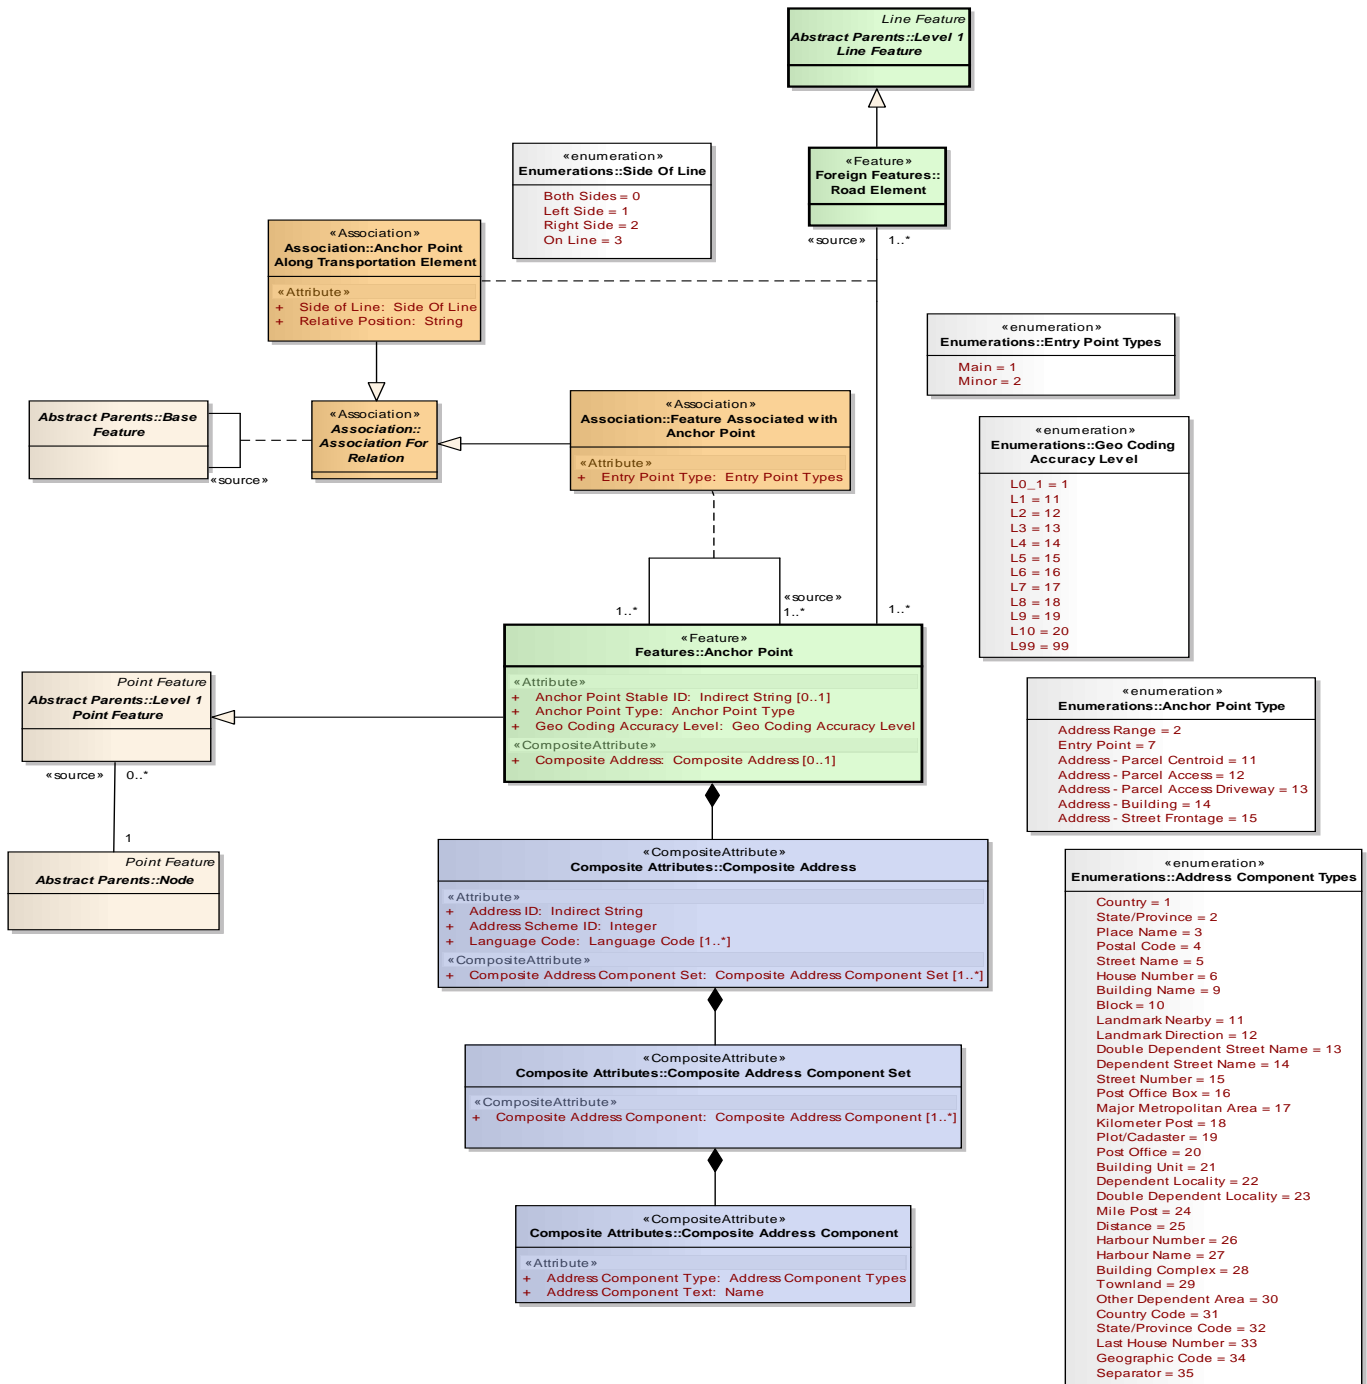 Line Feature
Abstract Parents::Level 1
Line Feature
«enumeration»
Enumerations::Side Of Line
Both Sides = 0
Left Side = 1
Right Side = 2
On Line = 3
«Feature»
Foreign Features::
Road Element
«source»
1..*
«Association»
Association::Anchor Point
Along Transportation Element
«Attribute»
+ Side of Line: Side Of Line
+ Relative Position: String
«enumeration»
Enumerations::Entry Point Types
Main = 1
Minor = 2
Abstract Parents::Base
Feature
«source»
«Association»
Association::
Association For
Relation
«Association»
Association::Feature Associated with
Anchor Point
«Attribute»
+ Entry Point Type: Entry Point Types
«enumeration»
Enumerations::Geo Coding
Accuracy Level
L0_1 = 1
L1 = 11
L2 = 12
L3 = 13
L4 = 14
L5 = 15
L6 = 16
L7 = 17
L8 = 18
L9 = 19
L10 = 20
L99 = 99
1..*
«source»
1..*
1..*
«Feature»
Features::Anchor Point
«Attribute»
+ Anchor Point Stable ID: Indirect String [0..1]
+ Anchor Point Type: Anchor Point Type
+ Geo Coding Accuracy Level: Geo Coding Accuracy Level
«CompositeAttribute»
+ Composite Address: Composite Address [0..1]
Point Feature
Abstract Parents::Level 1
Point Feature
«source»
0..*
1
Point Feature
Abstract Parents::Node
«enumeration»
Enumerations::Anchor Point Type
Address Range = 2
Entry Point = 7
Address - Parcel Centroid = 11
Address - Parcel Access = 12
Address - Parcel Access Driveway = 13
Address - Building = 14
Address - Street Frontage = 15
«CompositeAttribute»
Composite Attributes::Composite Address
«Attribute»
+ Address ID: Indirect String
+ Address Scheme ID: Integer
+ Language Code: Language Code [1..*]
«CompositeAttribute»
+ Composite Address Component Set: Composite Address Component Set [1..*]
«CompositeAttribute»
Composite Attributes::Composite Address Component Set
«CompositeAttribute»
+ Composite Address Component: Composite Address Component [1..*]
«CompositeAttribute»
Composite Attributes::Composite Address Component
«Attribute»
+ Address Component Type: Address Component Types
+ Address Component Text: Name
«enumeration»
Enumerations::Address Component Types
Country = 1
State/Province = 2
Place Name = 3
Postal Code = 4
Street Name = 5
House Number = 6
Building Name = 9
Block = 10
Landmark Nearby = 11
Landmark Direction = 12
Double Dependent Street Name = 13
Dependent Street Name = 14
Street Number = 15
Post Office Box = 16
Major Metropolitan Area = 17
Kilometer Post = 18
Plot/Cadaster = 19
Post Office = 20
Building Unit = 21
Dependent Locality = 22
Double Dependent Locality = 23
Mile Post = 24
Distance = 25
Harbour Number = 26
Harbour Name = 27
Building Complex = 28
Townland = 29
Other Dependent Area = 30
Country Code = 31
State/Province Code = 32
Last House Number = 33
Geographic Code = 34
Separator = 35